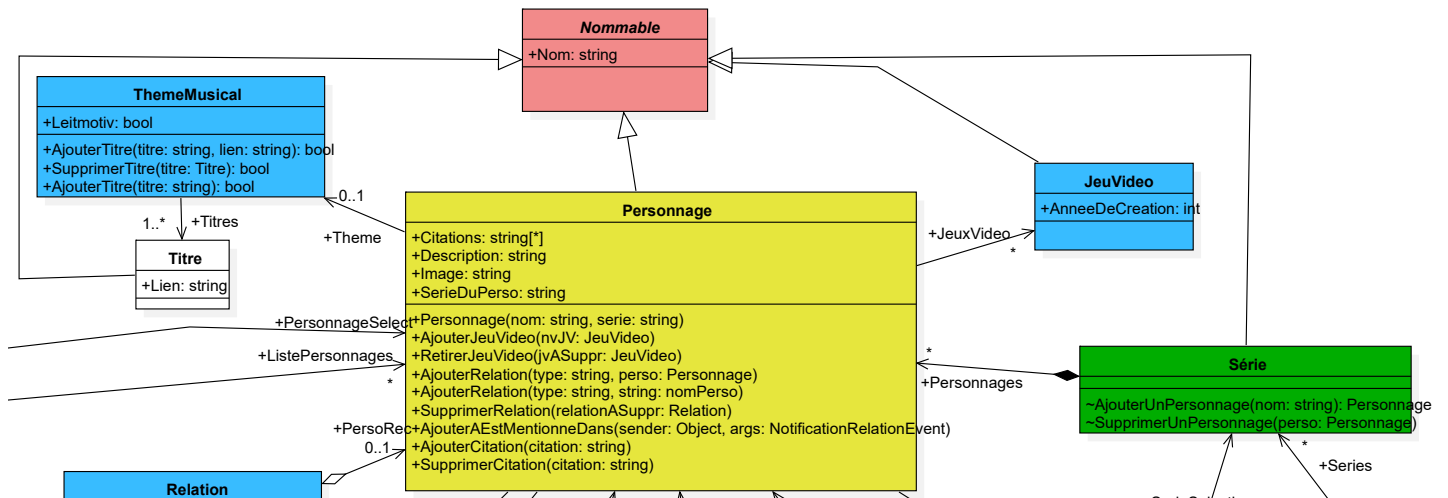 Nommable
+Nom: string
ThemeMusical
+Leitmotiv: bool
+AjouterTitre(titre: string, lien: string): bool
+SupprimerTitre(titre: Titre): bool
+AjouterTitre(titre: string): bool
0..1
+Theme
1..*
+Titres
Titre
+Lien: string
JeuVideo
+AnneeDeCreation: int
+JeuxVideo
*
Personnage
+Citations: string[*]
+Description: string
+Image: string
+SerieDuPerso: string
+Personnage(nom: string, serie: string)
+AjouterJeuVideo(nvJV: JeuVideo)
+RetirerJeuVideo(jvASuppr: JeuVideo)
+AjouterRelation(type: string, perso: Personnage)
+AjouterRelation(type: string, string: nomPerso)
+SupprimerRelation(relationASuppr: Relation)
+AjouterAEstMentionneDans(sender: Object, args: NotificationRelationEvent)
+AjouterCitation(citation: string)
+SupprimerCitation(citation: string)
+PersonnageSelect
+ListePersonnages
*
+PersoRec
0..1
Relation
*
+Personnages
Série
~AjouterUnPersonnage(nom: string): Personnage
~SupprimerUnPersonnage(perso: Personnage)
*
+Series